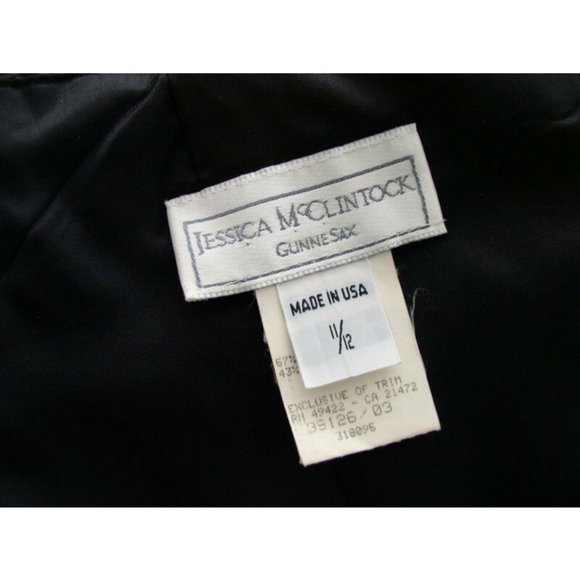 JESSICA MCCLINTOCK
GUNNE SAX
MADE IN USA
11/12
57%
43%
EXCLUSIVE OF TRIM
RN 49422 - CA 21472
39126/03
318096